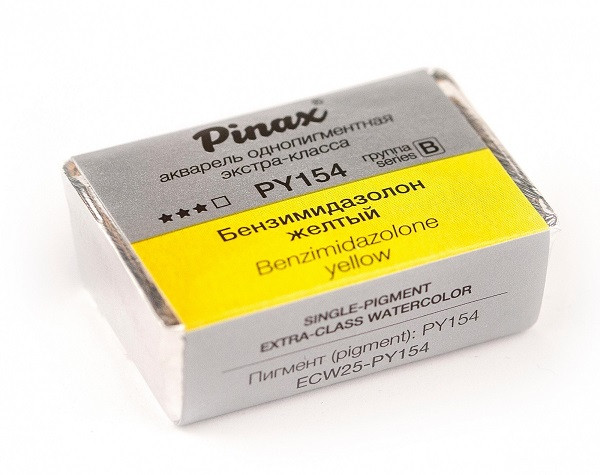 Pinax®
акварель однопигментная
экстра-класса
PY154
группа
series B
★★★□
Бензимидазолон
желтый
Benzimidazolone
yellow
SINGLE-PIGMENT
EXTRA-CLASS WATERCOLOR
Пигмент (pigment): PY154
ECW25-PY154